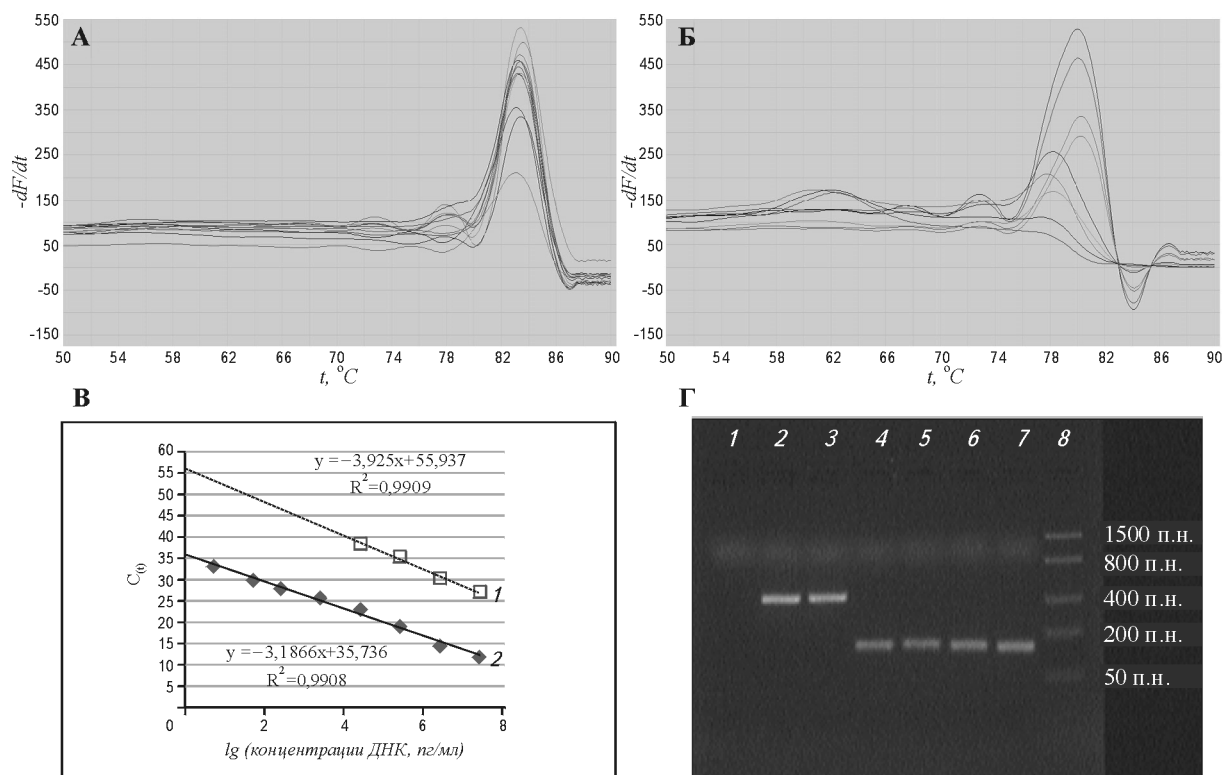 А
550
450
350
250
150
50
-50
-150
-dF/dt
50 54 58 62 66 70 74 78 82 86 90
t, °C
Б
550
450
350
250
150
50
-50
-150
-dF/dt
50 54 58 62 66 70 74 78 82 86 90
t, °C
В
60
55
50
45
40
35
30
25
20
15
10
5
C(t)
y =−3,925x+55,937
R²=0,9909
1
y =−3,1866x+35,736
R²=0,9908
2
0 2 4 6 8
lg (концентрации ДНК, пг/мл)
Г
1 2 3 4 5 6 7 8
1500 п.н.
800 п.н.
400 п.н.
200 п.н.
50 п.н.